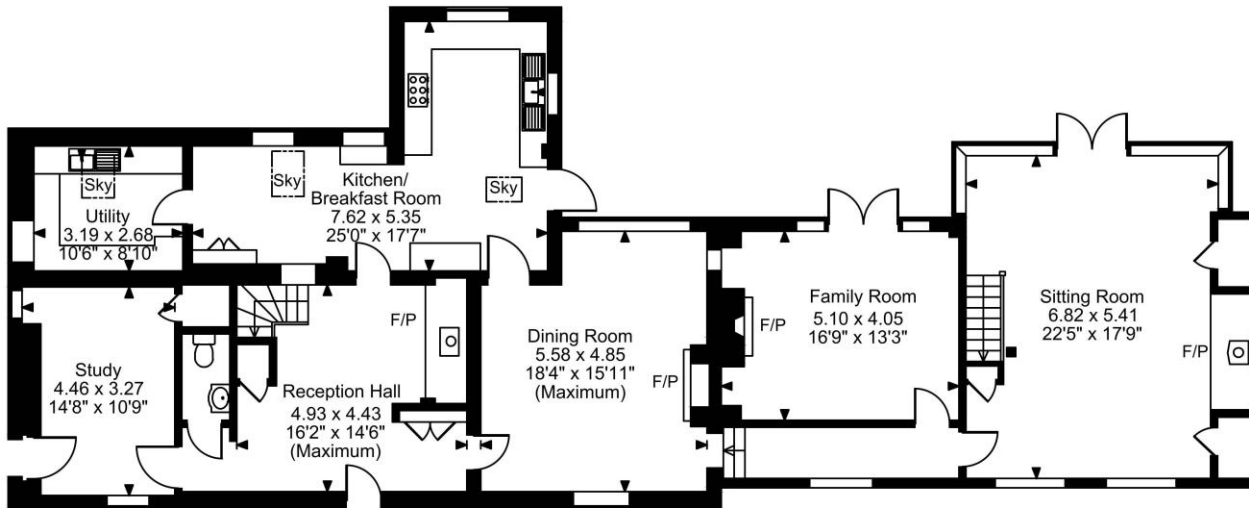 Sky
Utility
3.19 x 2.68
10'6" x 8'10"
Sky
Kitchen/
Breakfast Room
7.62 x 5.35
25'0" x 17'7"
Sky
Study
4.46 x 3.27
14'8" x 10'9"
Reception Hall
4.93 x 4.43
16'2" x 14'6"
(Maximum)
F/P
Dining Room
5.58 x 4.85
18'4" x 15'11"
(Maximum)
F/P
F/P
Family Room
5.10 x 4.05
16'9" x 13'3"
Sitting Room
6.82 x 5.41
22'5" x 17'9"
F/P